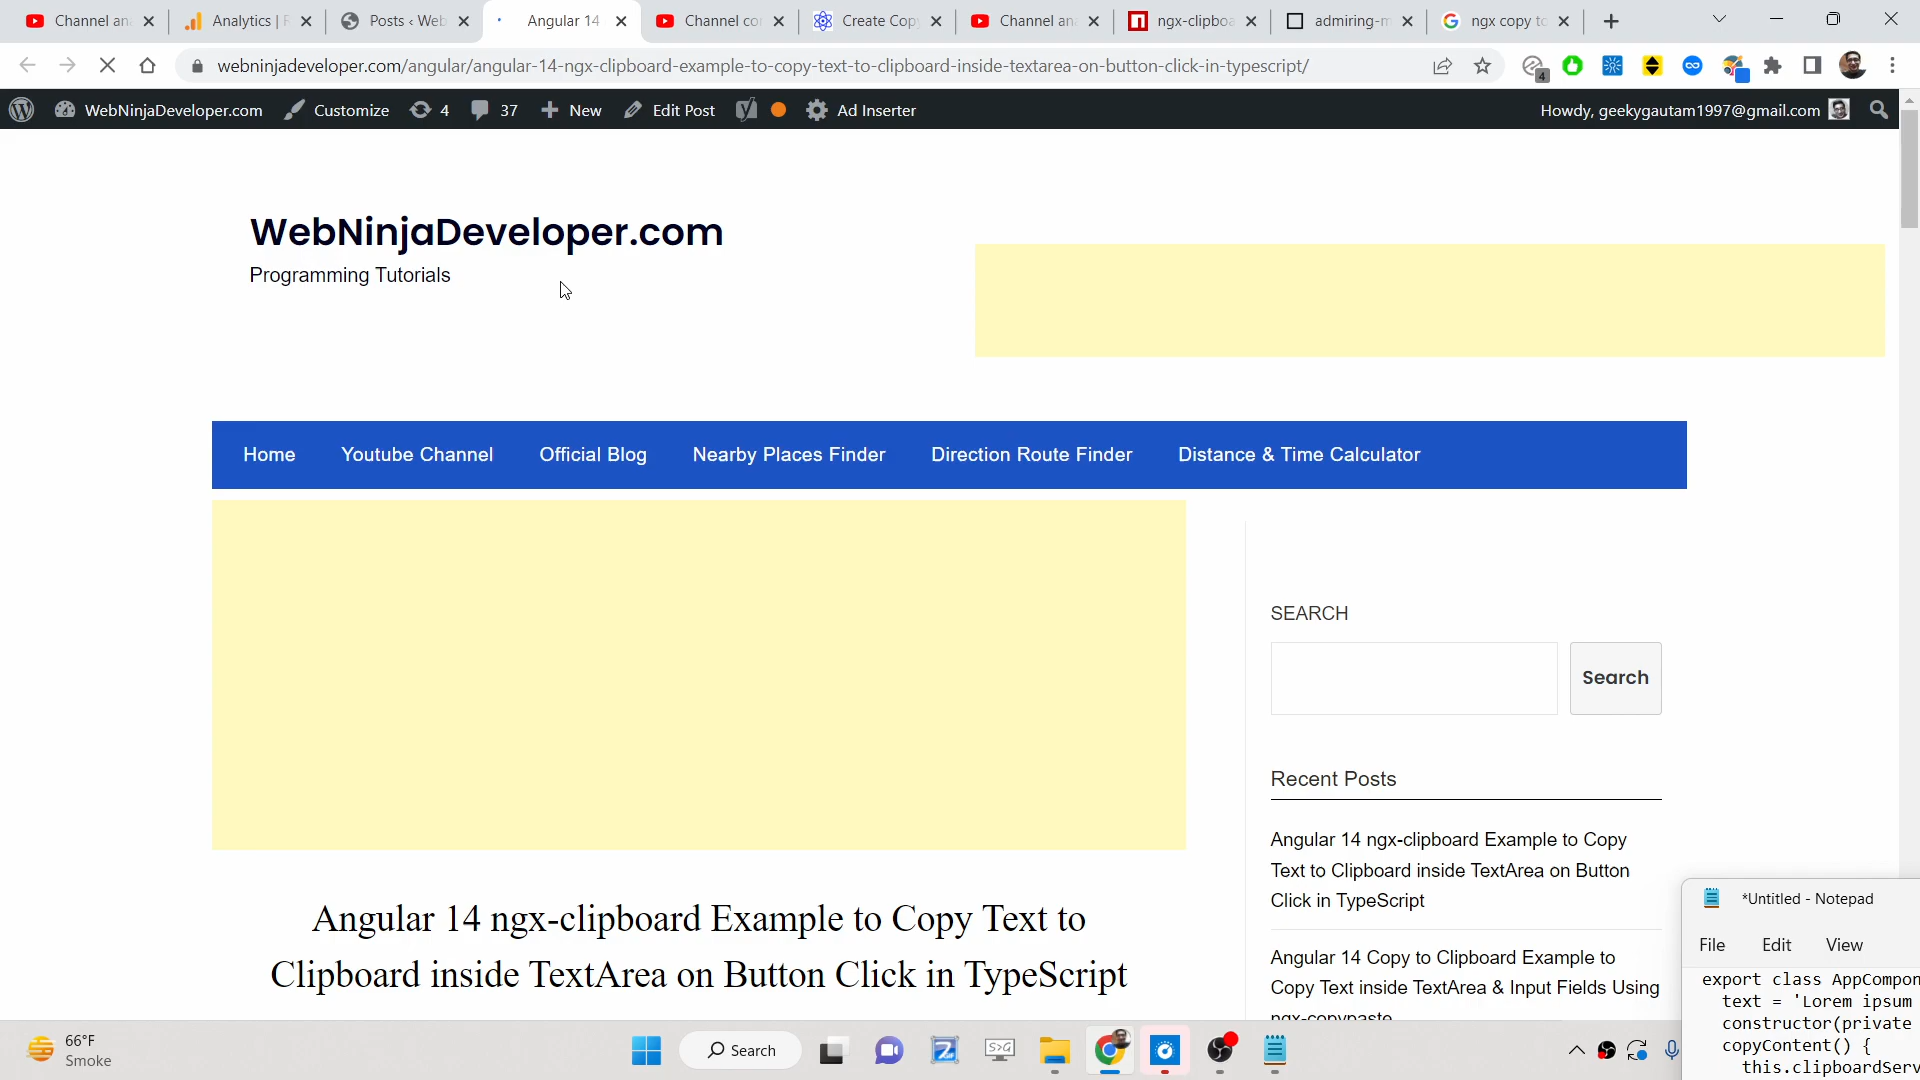 Channel an
Analytics | F
Posts ‹ Web
Angular 14
Channel co
Create Cop
Channel an
ngx-clipboa
admiring-m
ngx copy to
webninjadeveloper.com/angular/angular-14-ngx-clipboard-example-to-copy-text-to-clipboard-inside-textarea-on-button-click-in-typescript/
4
WebNinjaDeveloper.com
Customize
4
37
New
Edit Post
Ad Inserter
Howdy, geekygautam1997@gmail.com
WebNinjaDeveloper.com
Programming Tutorials
Home
Youtube Channel
Official Blog
Nearby Places Finder
Direction Route Finder
Distance & Time Calculator
Angular 14 ngx-clipboard Example to Copy Text to
Clipboard inside TextArea on Button Click in TypeScript
SEARCH
Search
Recent Posts
Angular 14 ngx-clipboard Example to Copy
Text to Clipboard inside TextArea on Button
Click in TypeScript
Angular 14 Copy to Clipboard Example to
Copy Text inside TextArea & Input Fields Using
ngx-copypaste
*Untitled - Notepad
File
Edit
View
export class AppCompon
text = 'Lorem ipsum
constructor(private
copyContent() {
this.clipboardServ
66°F
Smoke
Search
S>G